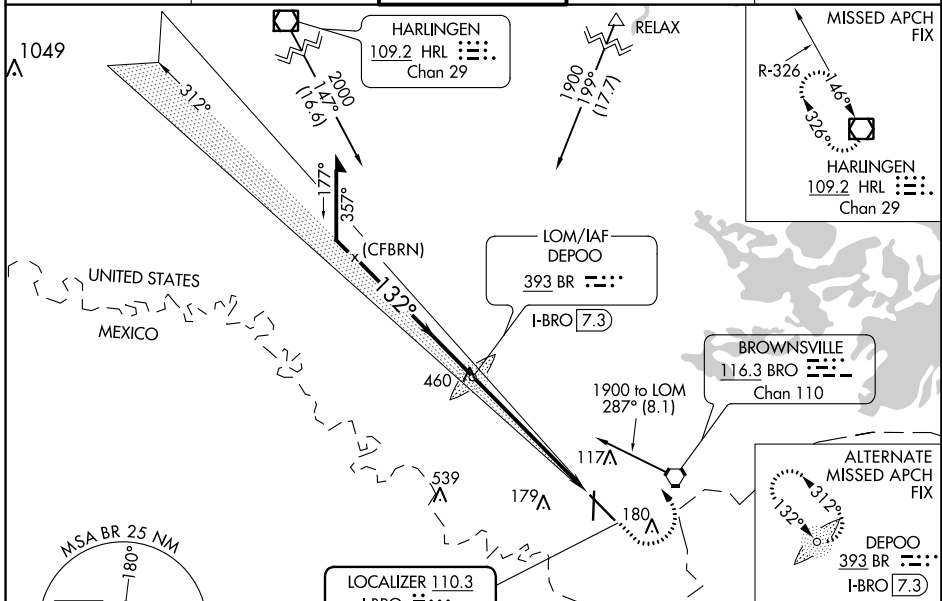 1049
312°
HARLINGEN
109.2 HRL
Chan 29
2000
147°
(16.6)
RELAX
1900
199°
(17.7)
MISSED APCH
FIX
R-326
146°
326°
HARLINGEN
109.2 HRL
Chan 29
177°
357°
(CFBRN)
132°
LOM/IAF
DEPOO
393 BR
I-BRO 7.3
UNITED STATES
MEXICO
460
BROWNSVILLE
116.3 BRO
Chan 110
1900 to LOM
287° (8.1)
117
539
179
180
ALTERNATE
MISSED APCH
FIX
312°
132°
DEPOO
393 BR
I-BRO 7.3
MSA BR 25 NM
180°
LOCALIZER 110.3
I-BRO